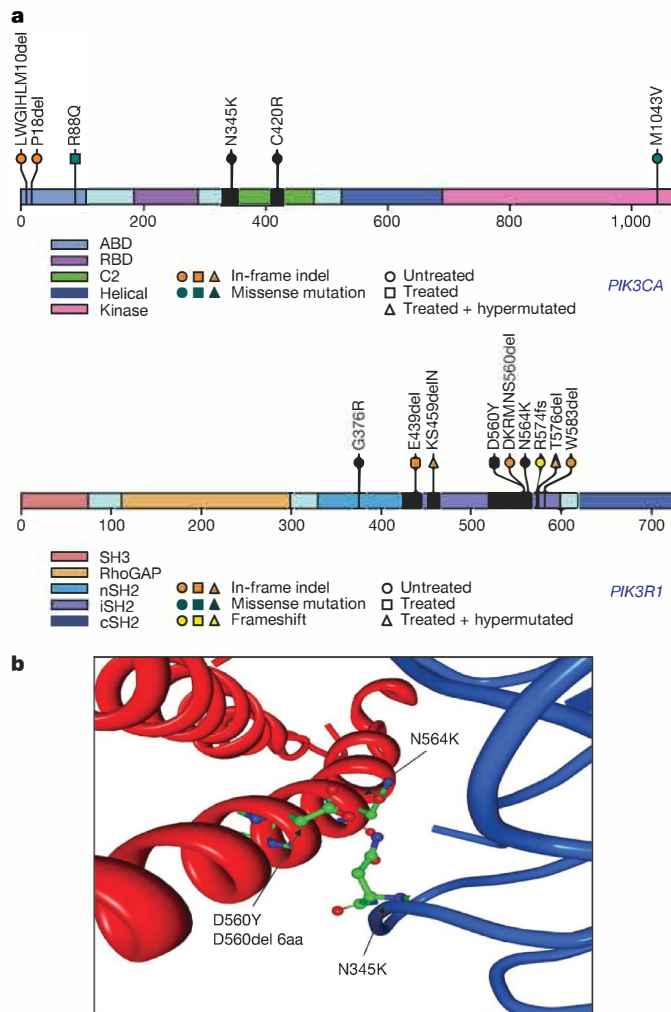 a
LWGIHLM10del
P18del
R88Q
N345K
C420R
M1043V
0
200
400
600
800
1,000
ABD
RBD
C2
Helical
Kinase
In-frame indel
Missense mutation
Untreated
Treated
Treated + hypermutated
PIK3CA
G376R
E439del
KS459delN
D560Y
DKRMNS560del
N564K
R574fs
T576del
W583del
0
100
200
300
400
500
600
700
SH3
RhoGAP
nSH2
iSH2
cSH2
In-frame indel
Missense mutation
Frameshift
Untreated
Treated
Treated + hypermutated
PIK3R1
b
N564K
D560Y
D560del 6aa
N345K